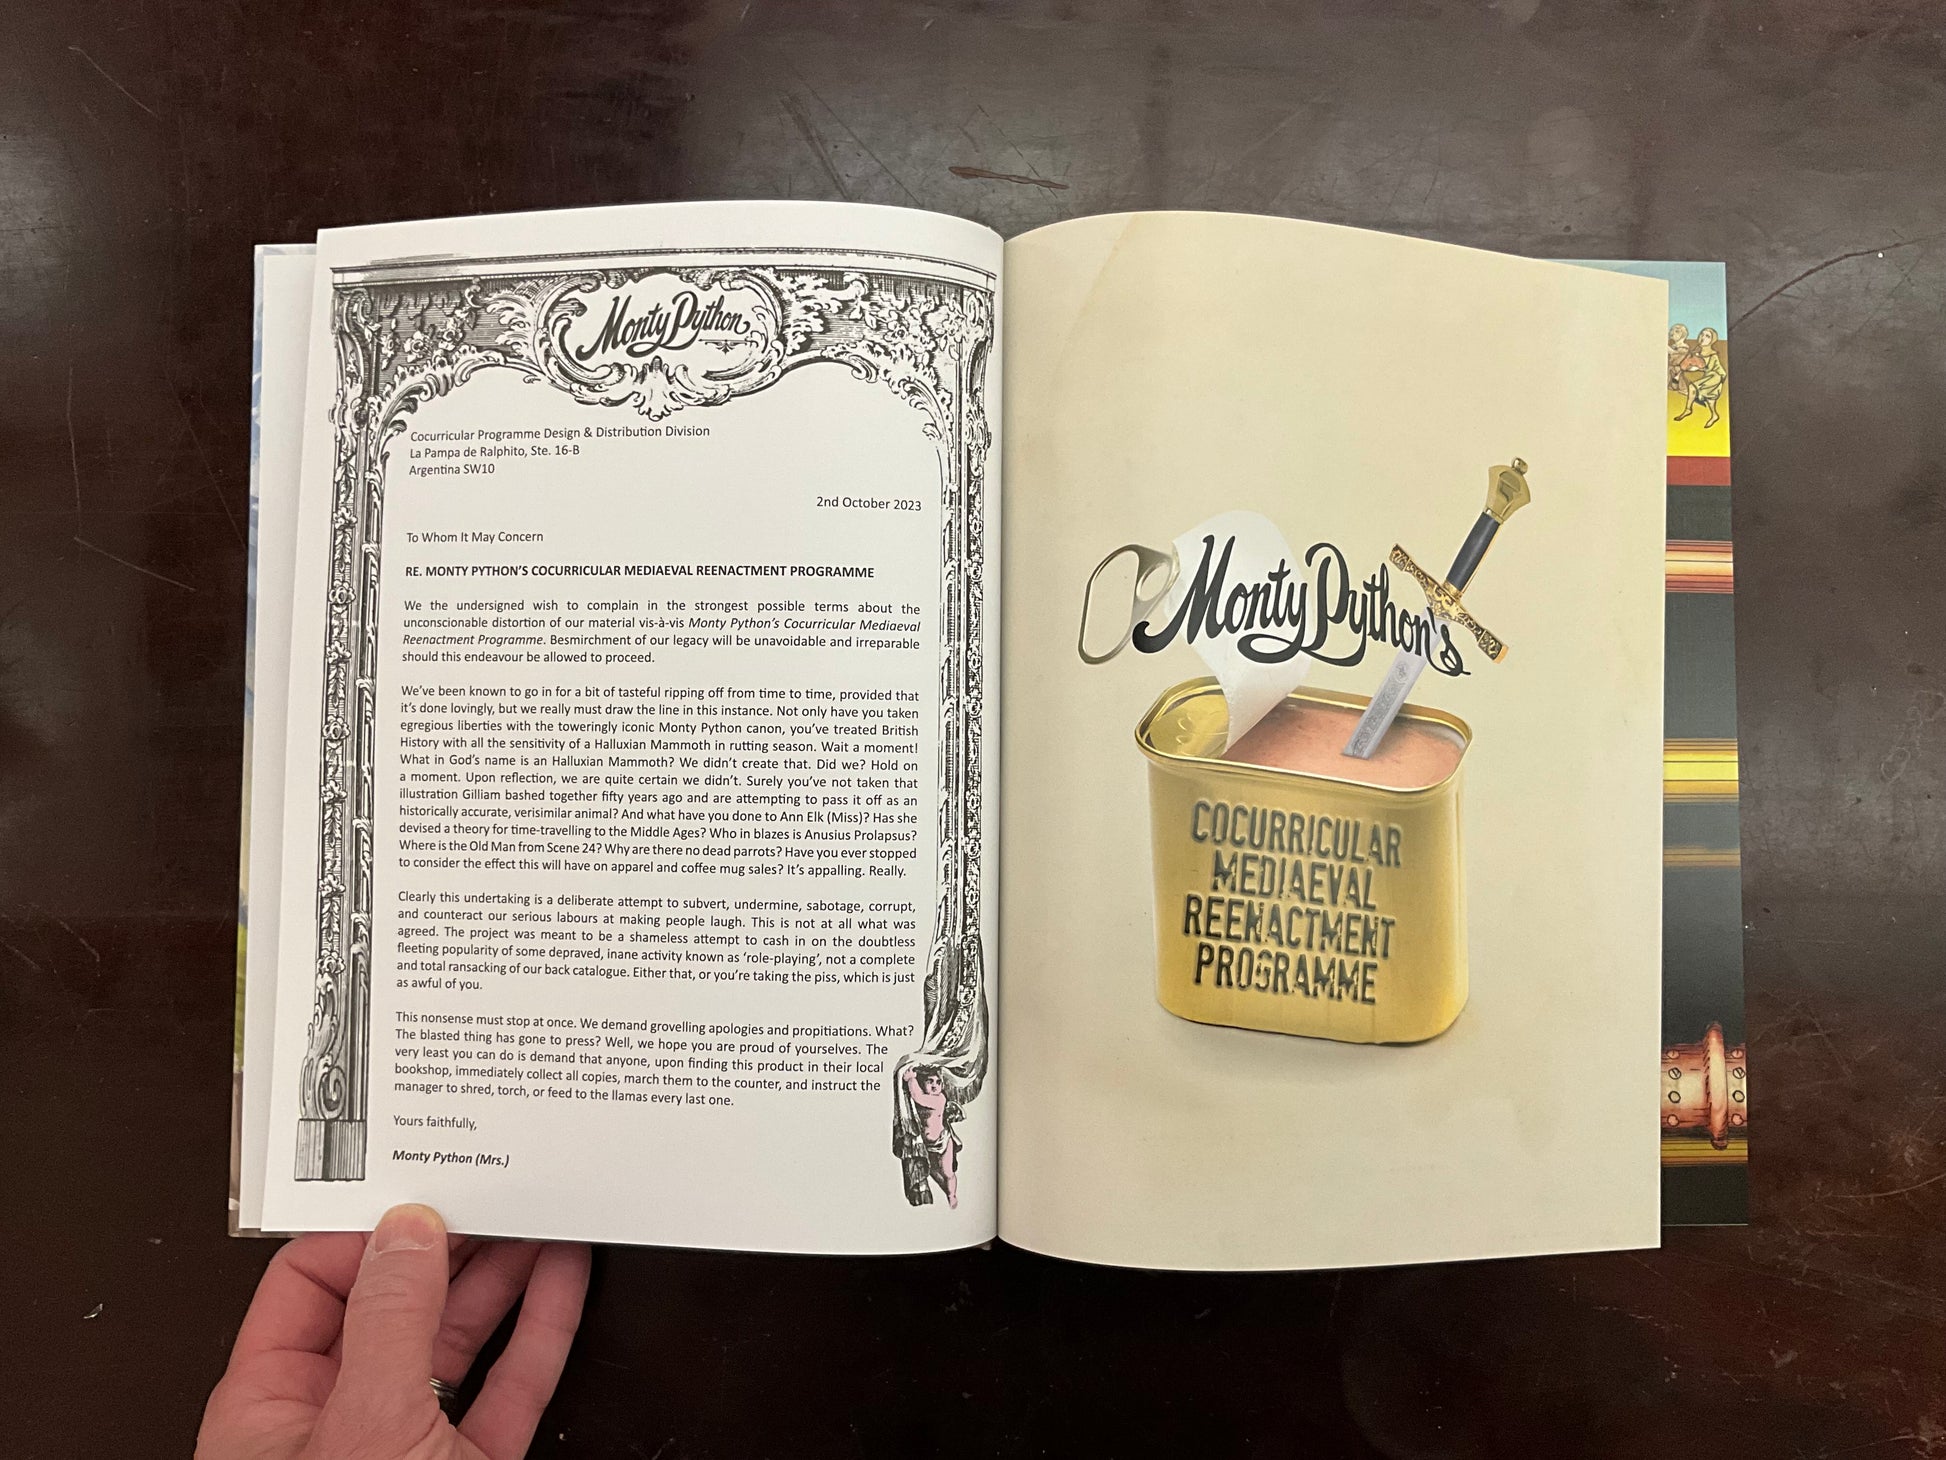 Monty Python
Cocurricular Programme Design & Distribution Division
La Pampa de Ralphito, Ste. 16-B
Argentina SW10
2nd October 2023
To Whom It May Concern
RE. MONTY PYTHON'S COCURRICULAR MEDIAEVAL REENACTMENT PROGRAMME
We the undersigned wish to complain in the strongest possible terms about the
unconscionable distortion of our material vis-à-vis Monty Python's Cocurricular Mediaeval
Reenactment Programme. Besmirchment of our legacy will be unavoidable and irreparable
should this endeavour be allowed to proceed.
We've been known to go in for a bit of tasteful ripping off from time to time, provided that
it's done lovingly, but we really must draw the line in this instance. Not only have you taken
egregious liberties with the toweringly iconic Monty Python canon, you've treated British
History with all the sensitivity of a Halluxian Mammoth in rutting season. Wait a moment!
What in God's name is an Halluxian Mammoth? We didn't create that. Did we? Hold on
a moment. Upon reflection, we are quite certain we didn't. Surely you've not taken that
illustration Gilliam bashed together fifty years ago and are attempting to pass it off as an
historically accurate, verisimilar animal? And what have you done to Ann Elk (Miss)? Has she
devised a theory for time-travelling to the Middle Ages? Who in blazes is Anusius Prolapsus?
Where is the Old Man from Scene 24? Why are there no dead parrots? Have you ever stopped
to consider the effect this will have on apparel and coffee mug sales? It's appalling. Really.
Clearly this undertaking is a deliberate attempt to subvert, undermine, sabotage, corrupt,
and counteract our serious labours at making people laugh. This is not at all what was
agreed. The project was meant to be a shameless attempt to cash in on the doubtless
fleeting popularity of some depraved, inane activity known as 'role-playing', not a complete
and total ransacking of our back catalogue. Either that, or you're taking the piss, which is just
as awful of you.
This nonsense must stop at once. We demand grovelling apologies and propitiations. What?
The blasted thing has gone to press? Well, we hope you are proud of yourselves. The
very least you can do is demand that anyone, upon finding this product in their local
bookshop, immediately collect all copies, march them to the counter, and instruct the
manager to shred, torch, or feed to the llamas every last one.
Yours faithfully,
Monty Python (Mrs.)
Monty Python's
COCURRICULAR
MEDIAEVAL
REENACTMENT
PROGRAMME